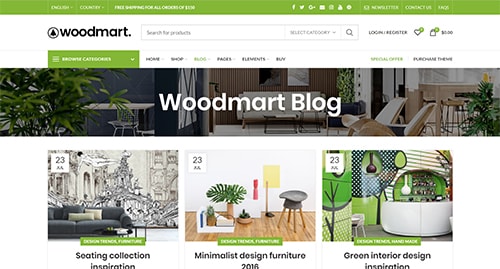 ENGLISH COUNTRY FREE SHIPPING FOR ALL ORDERS OF $150 NEWSLETTER CONTACT US FAQS
woodmart. Search for products SELECT CATEGORY LOGIN / REGISTER 0 0 $0.00
BROWSE CATEGORIES HOME SHOP BLOG PAGES ELEMENTS BUY SPECIAL OFFER PURCHASE THEME
Woodmart Blog
23 23 23
JUL JUL JUL
DESIGN TRENDS, FURNITURE DESIGN TRENDS, FURNITURE DESIGN TRENDS, HAND MADE
Seating collection Minimalist design furniture Green interior design
inspiration 2016 inspiration